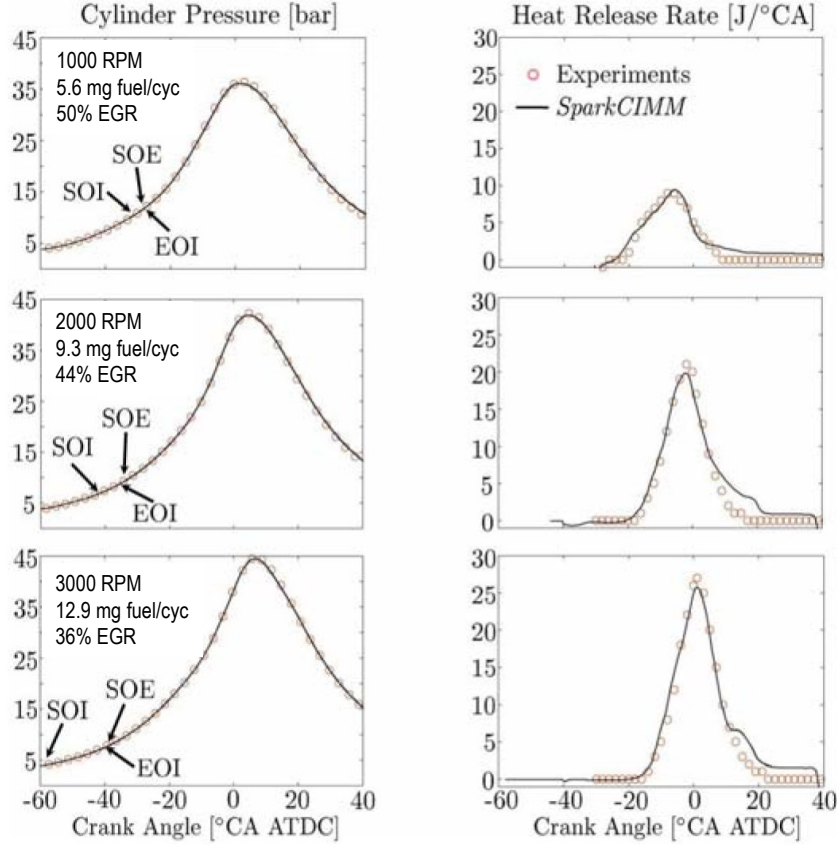 Cylinder Pressure [bar]
Heat Release Rate [J/°CA]
45
35
25
15
5
1000 RPM
5.6 mg fuel/cyc
50% EGR
SOE
SOI
EOI
30
25
20
15
10
5
0
Experiments
SparkCIMM
45
35
25
15
5
2000 RPM
9.3 mg fuel/cyc
44% EGR
SOE
SOI
EOI
30
25
20
15
10
5
0
45
35
25
15
5
3000 RPM
12.9 mg fuel/cyc
36% EGR
SOE
SOI
EOI
-60 -40 -20 0 20 40
Crank Angle [°CA ATDC]
30
25
20
15
10
5
0
-60 -40 -20 0 20 40
Crank Angle [°CA ATDC]